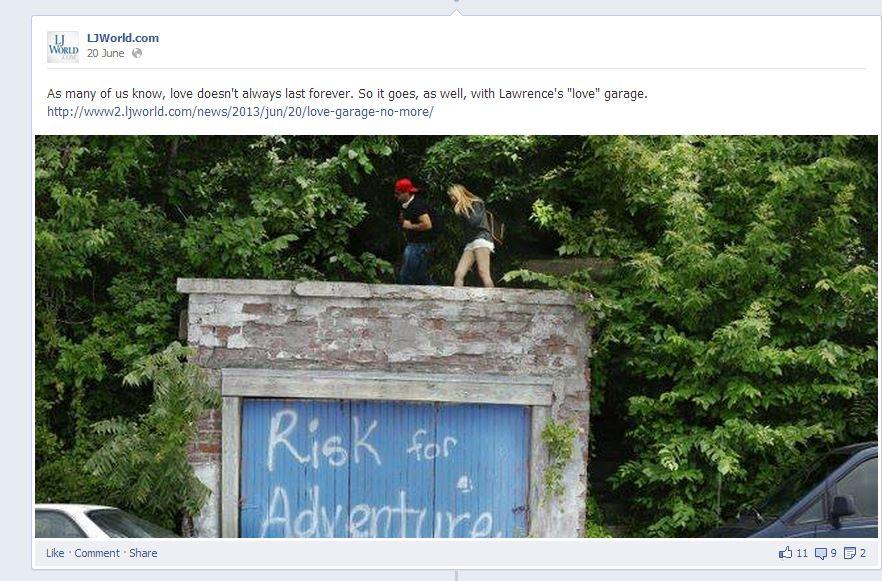 LJ
WORLD
.COM
LJWorld.com
20 June
As many of us know, love doesn't always last forever. So it goes, as well, with Lawrence's "love" garage.
http://www2.ljworld.com/news/2013/jun/20/love-garage-no-more/
Risk for
Adventure.
Like · Comment · Share
11 9 2